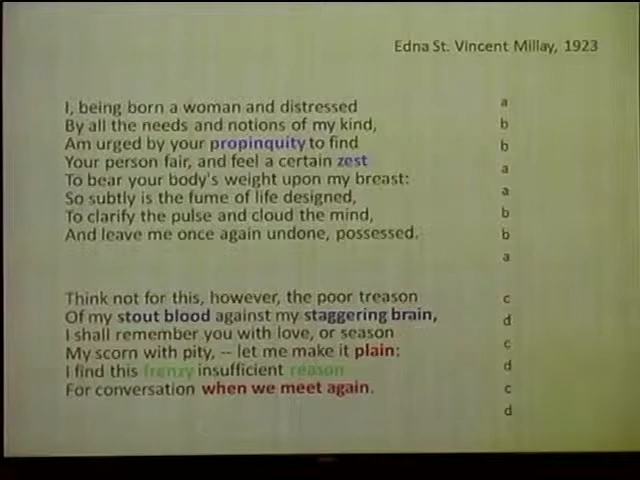 Edna St. Vincent Millay, 1923
I, being born a woman and distressed a
By all the needs and notions of my kind, b
Am urged by your propinquity to find b
Your person fair, and feel a certain zest a
To bear your body's weight upon my breast: a
So subtly is the fume of life designed, b
To clarify the pulse and cloud the mind, b
And leave me once again undone, possessed. a
Think not for this, however, the poor treason c
Of my stout blood against my staggering brain, d
I shall remember you with love, or season c
My scorn with pity, -- let me make it plain: d
I find this frenzy insufficient reason c
For conversation when we meet again. d